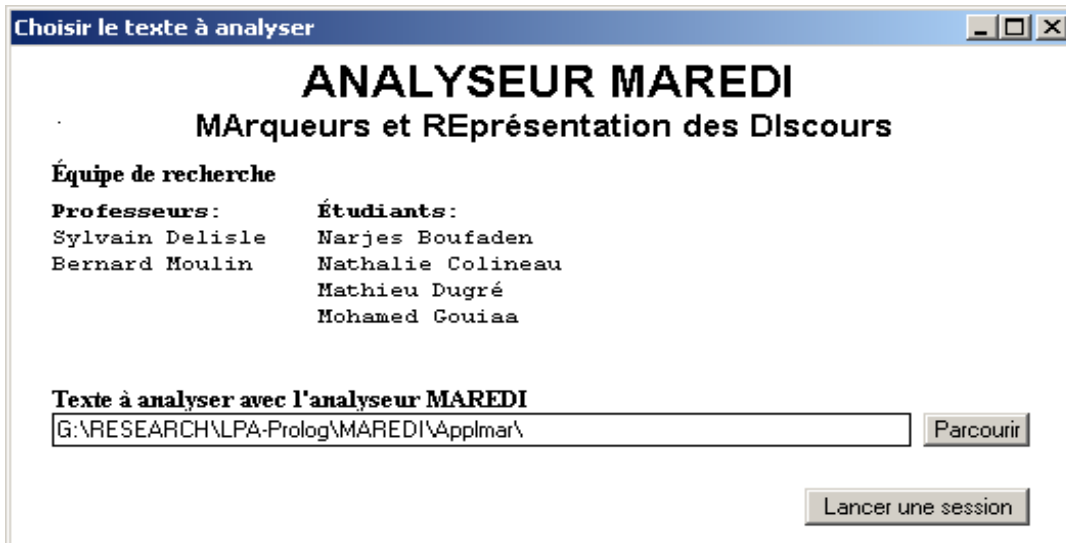 Choisir le texte à analyser
ANALYSEUR MAREDI
MArqueurs et REprésentation des DIscours
Équipe de recherche
Professeurs: Étudiants:
Sylvain Delisle Narjes Boufaden
Bernard Moulin Nathalie Colineau
Mathieu Dugré
Mohamed Gouiaa
Texte à analyser avec l'analyseur MAREDI
G:\RESEARCH\LPA-Prolog\MAREDI\Applmar\ Parcourir
Lancer une session